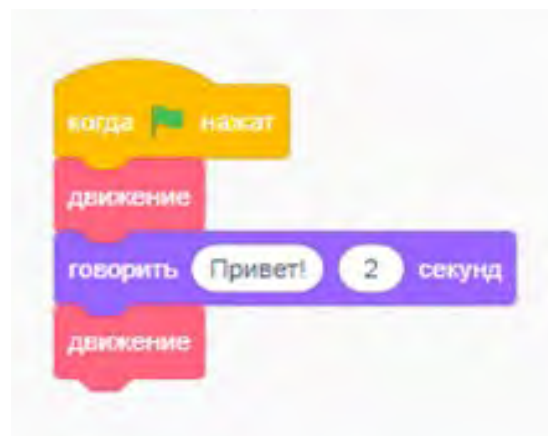 когда нажат
движение
говорить Привет! 2 секунд
движение